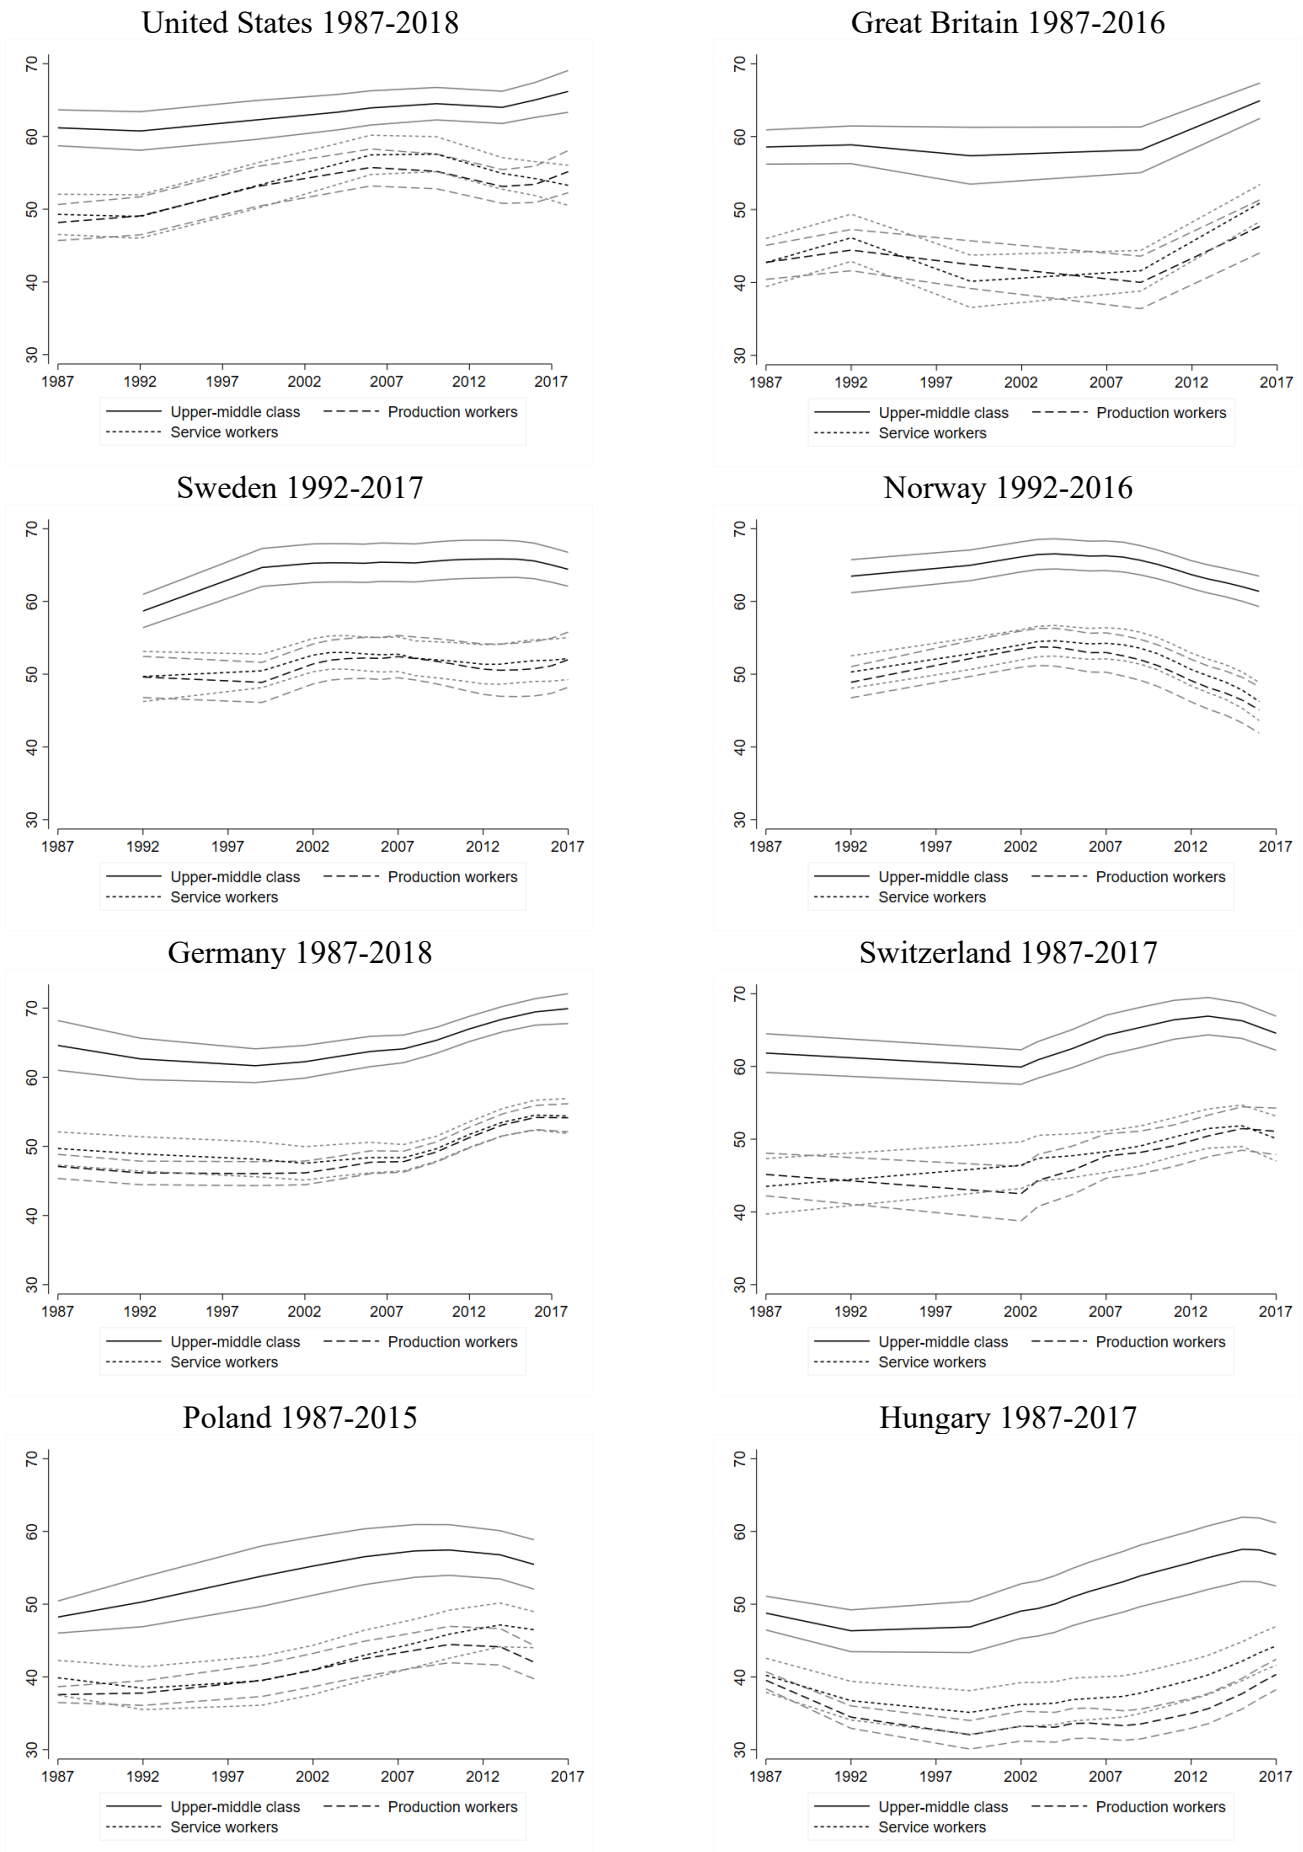 United States 1987-2018
70
60
50
40
30
1987 1992 1997 2002 2007 2012 2017
Upper-middle class Production workers
Service workers
Great Britain 1987-2016
70
60
50
40
30
1987 1992 1997 2002 2007 2012 2017
Upper-middle class Production workers
Service workers
Sweden 1992-2017
70
60
50
40
30
1987 1992 1997 2002 2007 2012 2017
Upper-middle class Production workers
Service workers
Norway 1992-2016
70
60
50
40
30
1987 1992 1997 2002 2007 2012 2017
Upper-middle class Production workers
Service workers
Germany 1987-2018
70
60
50
40
30
1987 1992 1997 2002 2007 2012 2017
Upper-middle class Production workers
Service workers
Switzerland 1987-2017
70
60
50
40
30
1987 1992 1997 2002 2007 2012 2017
Upper-middle class Production workers
Service workers
Poland 1987-2015
70
60
50
40
30
1987 1992 1997 2002 2007 2012 2017
Upper-middle class Production workers
Service workers
Hungary 1987-2017
70
60
50
40
30
1987 1992 1997 2002 2007 2012 2017
Upper-middle class Production workers
Service workers